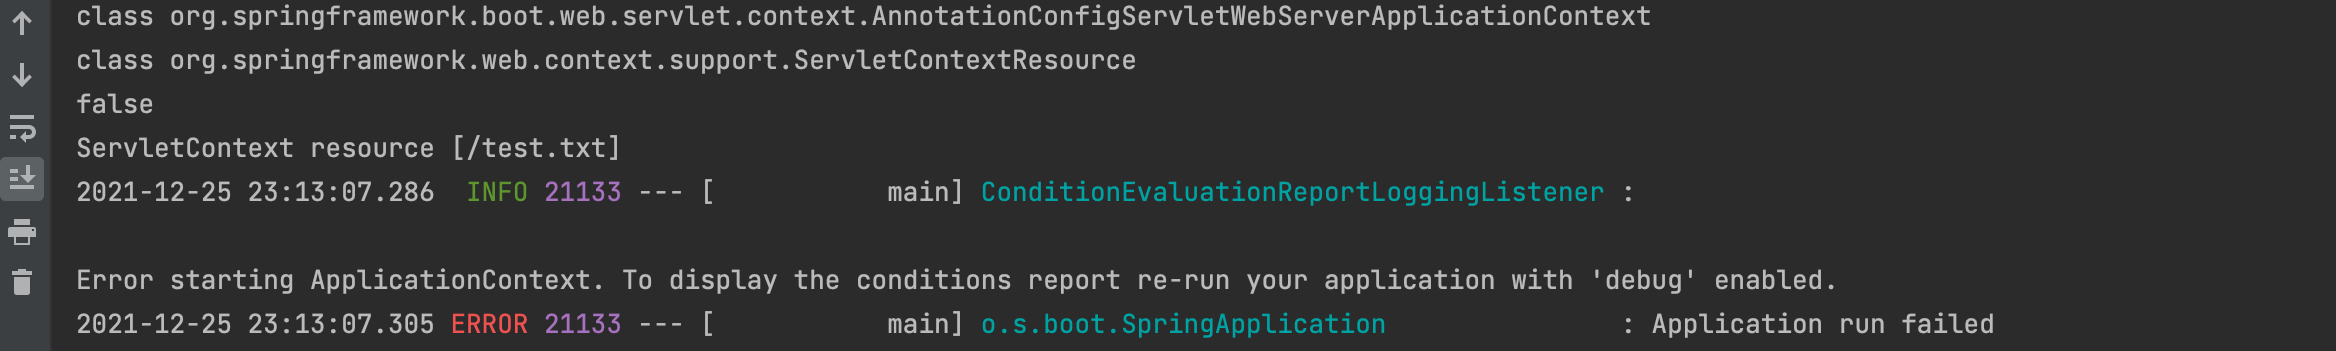 class org.springframework.boot.web.servlet.context.AnnotationConfigServletWebServerApplicationContext
class org.springframework.web.context.support.ServletContextResource
false
ServletContext resource [/test.txt]
2021-12-25 23:13:07.286  INFO 21133 --- [           main] ConditionEvaluationReportLoggingListener :
Error starting ApplicationContext. To display the conditions report re-run your application with 'debug' enabled.
2021-12-25 23:13:07.305 ERROR 21133 --- [           main] o.s.boot.SpringApplication               : Application run failed